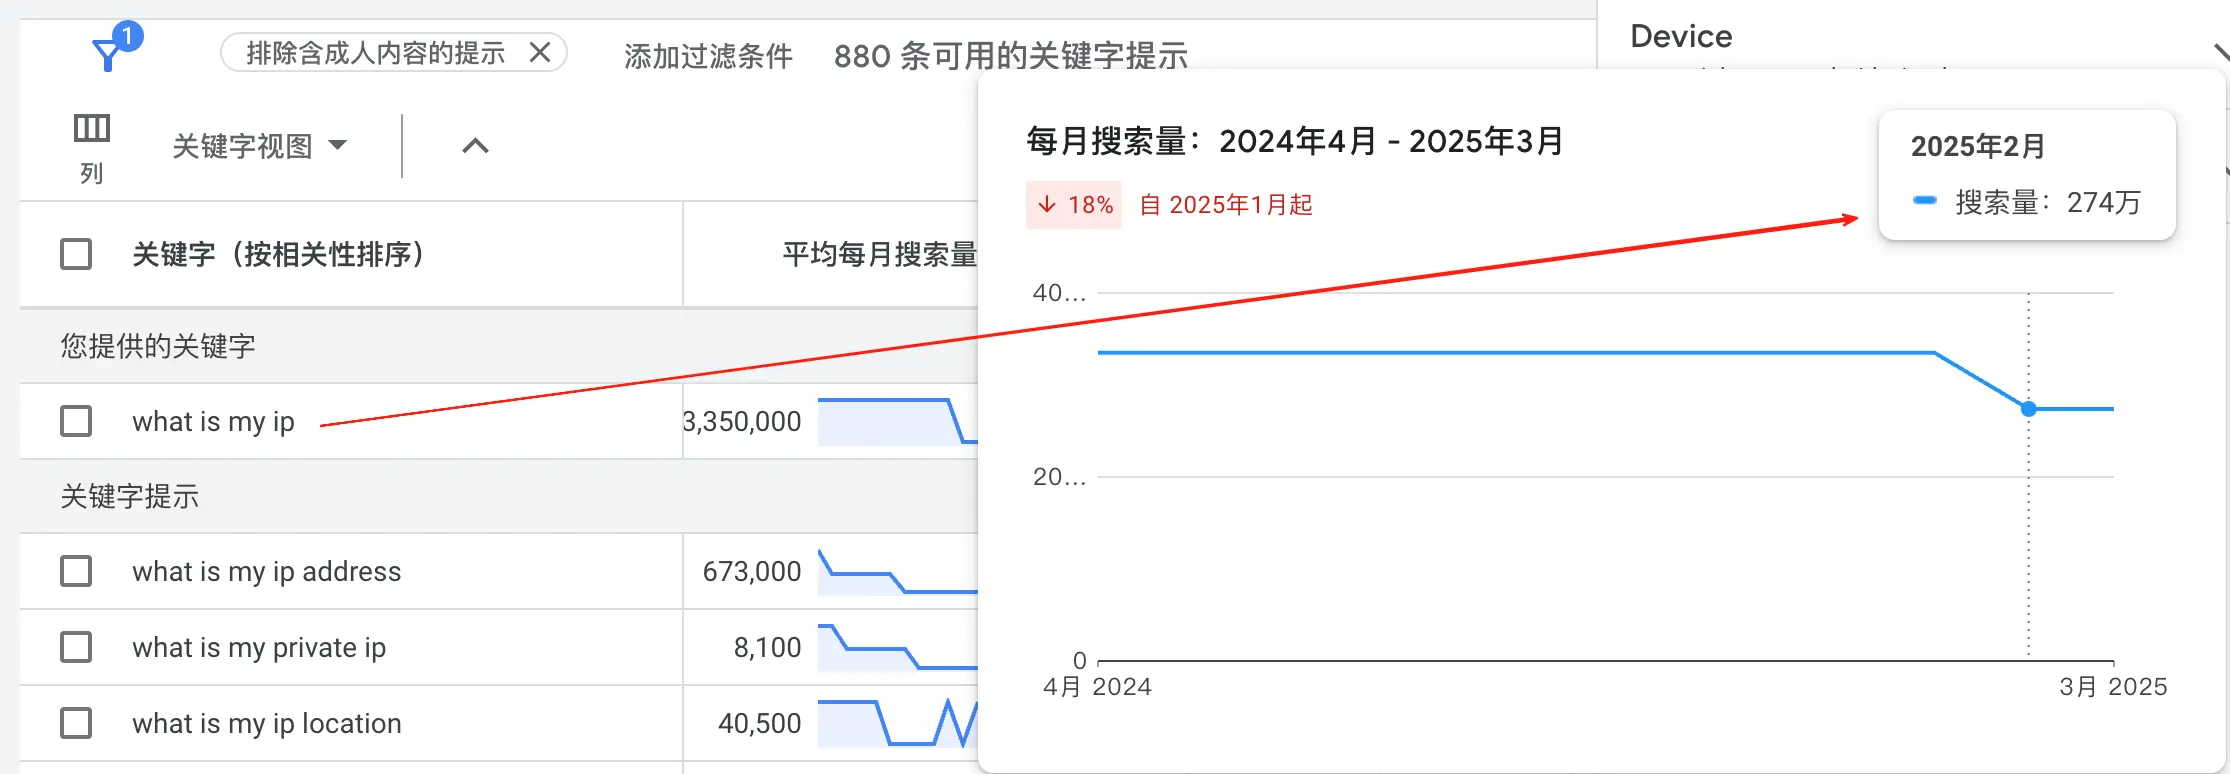 1
排除含成人内容的提示
添加过滤条件
880 条可用的关键字提示
Device
列
关键字视图
关键字（按相关性排序）
平均每月搜索量
您提供的关键字
what is my ip
3,350,000
关键字提示
what is my ip address
673,000
what is my private ip
8,100
what is my ip location
40,500
每月搜索量：2024年4月 - 2025年3月
18%
自 2025年1月起
2025年2月
搜索量：274万
40...
20...
0
4月 2024
3月 2025